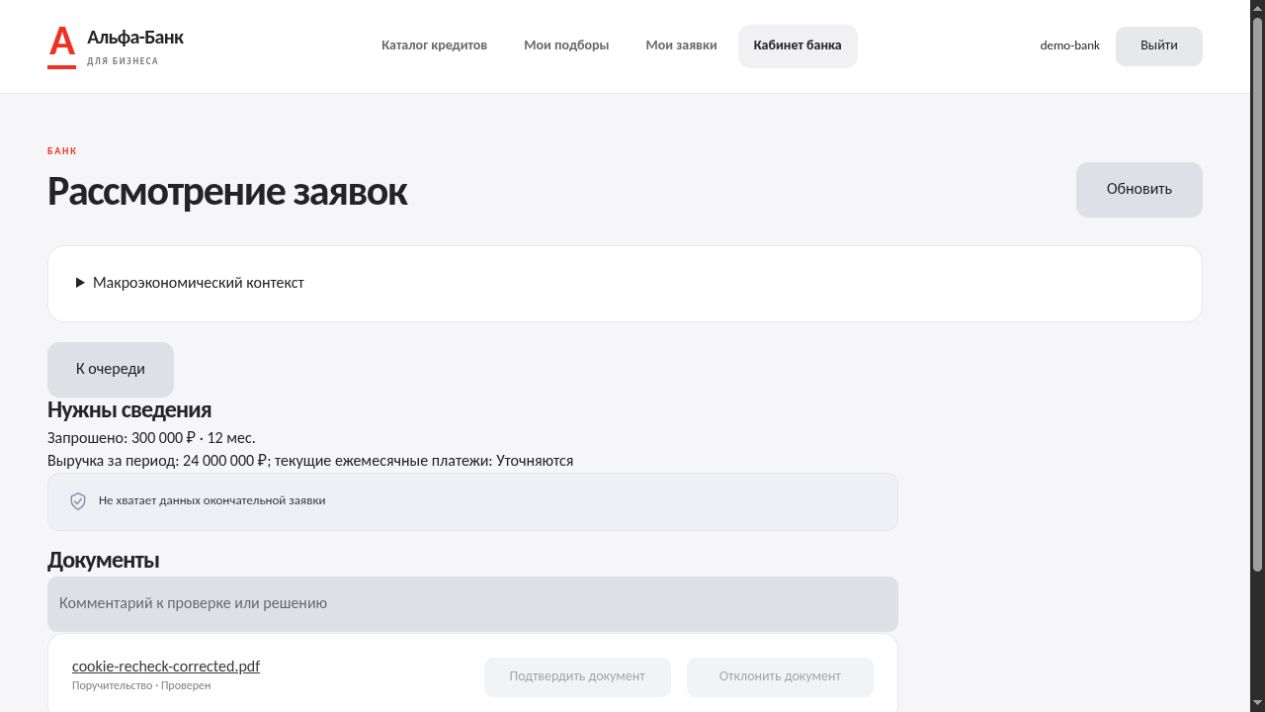 А Альфа-Банк
ДЛЯ БИЗНЕСА
Каталог кредитов
Мои подборы
Мои заявки
Кабинет банка
demo-bank
Выйти
БАНК
Рассмотрение заявок
Обновить
Макроэкономический контекст
К очереди
Нужны сведения
Запрошено: 300 000 ₽ · 12 мес.
Выручка за период: 24 000 000 ₽; текущие ежемесячные платежи: Уточняются
Не хватает данных окончательной заявки
Документы
Комментарий к проверке или решению
cookie-recheck-corrected.pdf
Поручительство · Проверен
Подтвердить документ
Отклонить документ